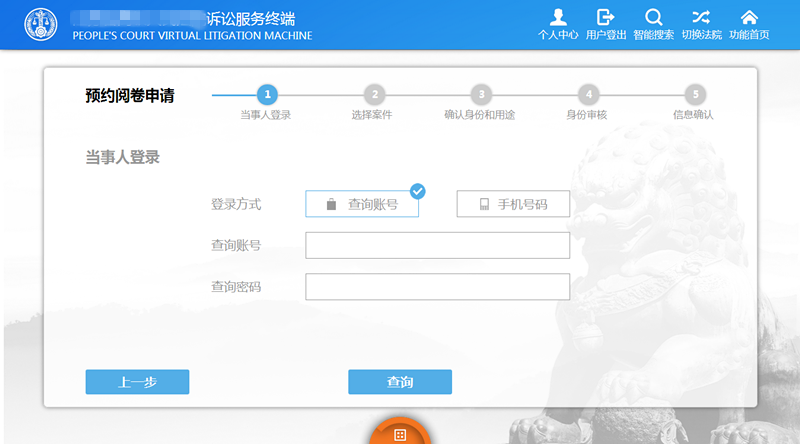 诉讼服务终端
PEOPLE'S COURT VIRTUAL LITIGATION MACHINE
个人中心 用户登出 智能搜索 切换法院 功能首页
预约阅卷申请
1 2 3 4 5
当事人登录 选择案件 确认身份和用途 身份审核 信息确认
当事人登录
登录方式 查询账号 手机号码
查询账号
查询密码
上一步 查询